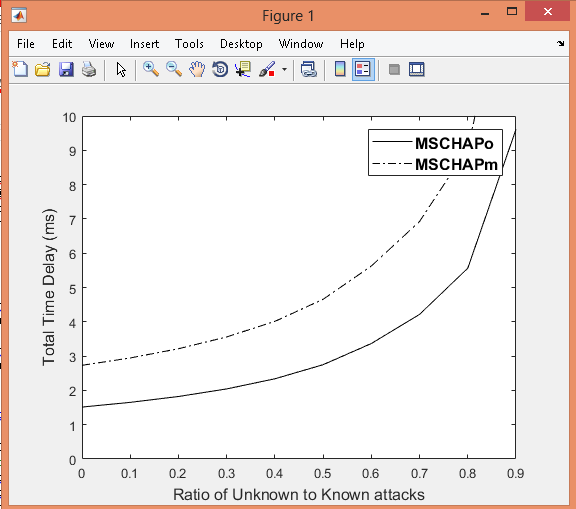 Figure 1
File Edit View Insert Tools Desktop Window Help
10
9
8
7
6
5
4
3
2
1
0
Total Time Delay (ms)
MSCHAPo
MSCHAPm
0 0.1 0.2 0.3 0.4 0.5 0.6 0.7 0.8 0.9
Ratio of Unknown to Known attacks